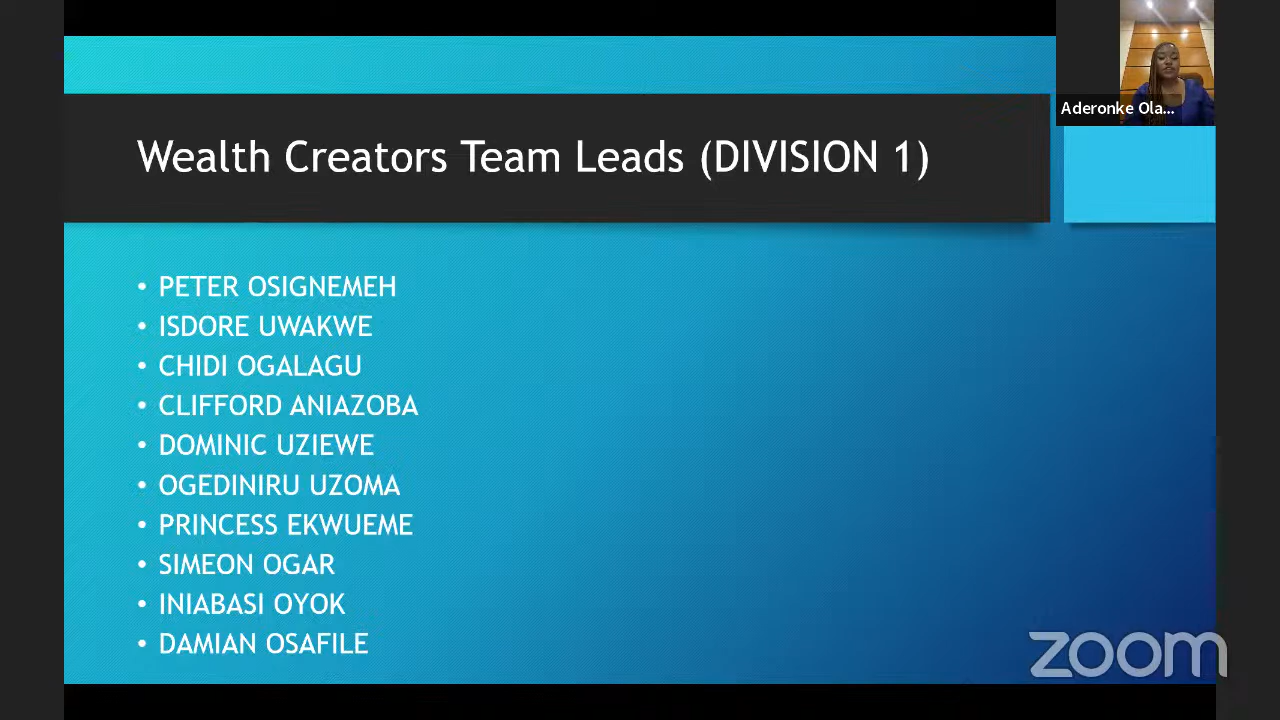 Aderonke Ola...
Wealth Creators Team Leads (DIVISION 1)
• PETER OSIGNEMEH
• ISDORE UWAKWE
• CHIDI OGALAGU
• CLIFFORD ANIAZOBA
• DOMINIC UZIEWE
• OGEDINIRU UZOMA
• PRINCESS EKWUEME
• SIMEON OGAR
• INIABASI OYOK
• DAMIAN OSAFILE
zoom